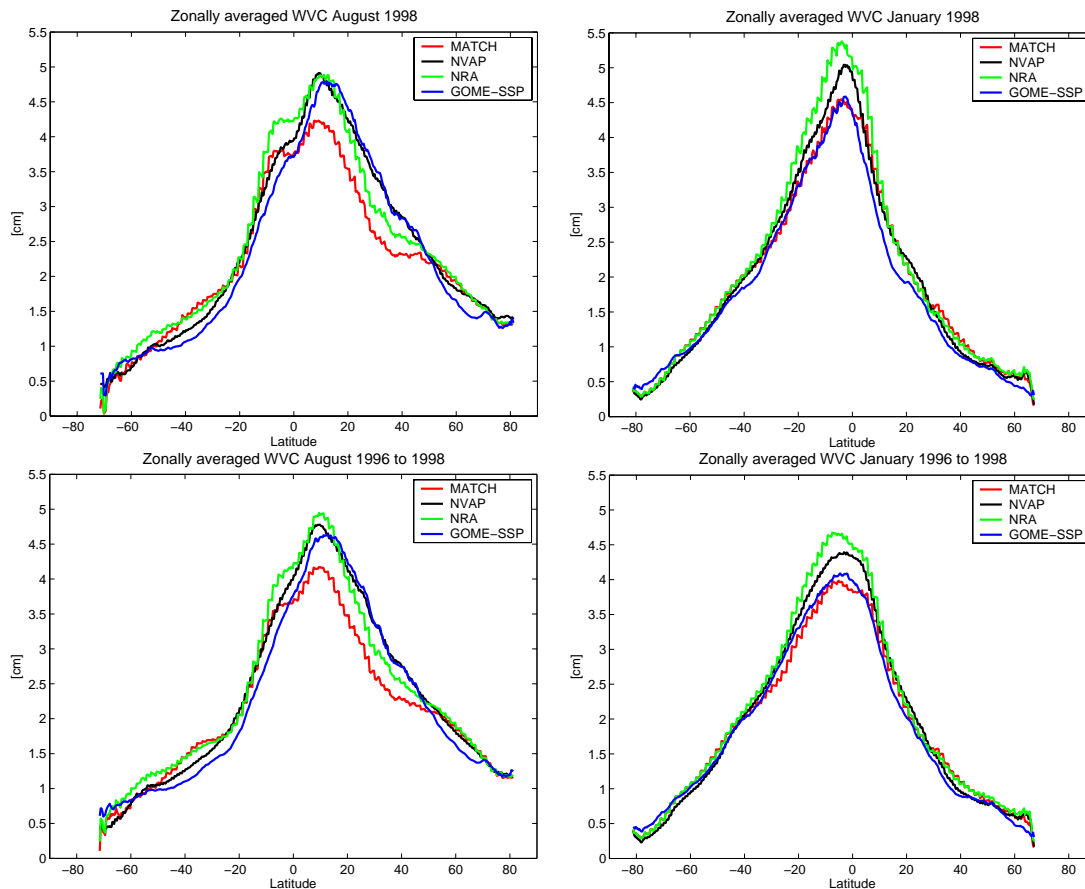 Zonally averaged WVC August 1998
5.5
5
4.5
4
3.5
3
2.5
2
1.5
1
0.5
0
[cm]
MATCH
NVAP
NRA
GOME−SSP
−80 −60 −40 −20 0 20 40 60 80
Latitude
Zonally averaged WVC January 1998
5.5
5
4.5
4
3.5
3
2.5
2
1.5
1
0.5
0
[cm]
MATCH
NVAP
NRA
GOME−SSP
−80 −60 −40 −20 0 20 40 60 80
Latitude
Zonally averaged WVC August 1996 to 1998
5.5
5
4.5
4
3.5
3
2.5
2
1.5
1
0.5
0
[cm]
MATCH
NVAP
NRA
GOME−SSP
−80 −60 −40 −20 0 20 40 60 80
Latitude
Zonally averaged WVC January 1996 to 1998
5.5
5
4.5
4
3.5
3
2.5
2
1.5
1
0.5
0
[cm]
MATCH
NVAP
NRA
GOME−SSP
−80 −60 −40 −20 0 20 40 60 80
Latitude